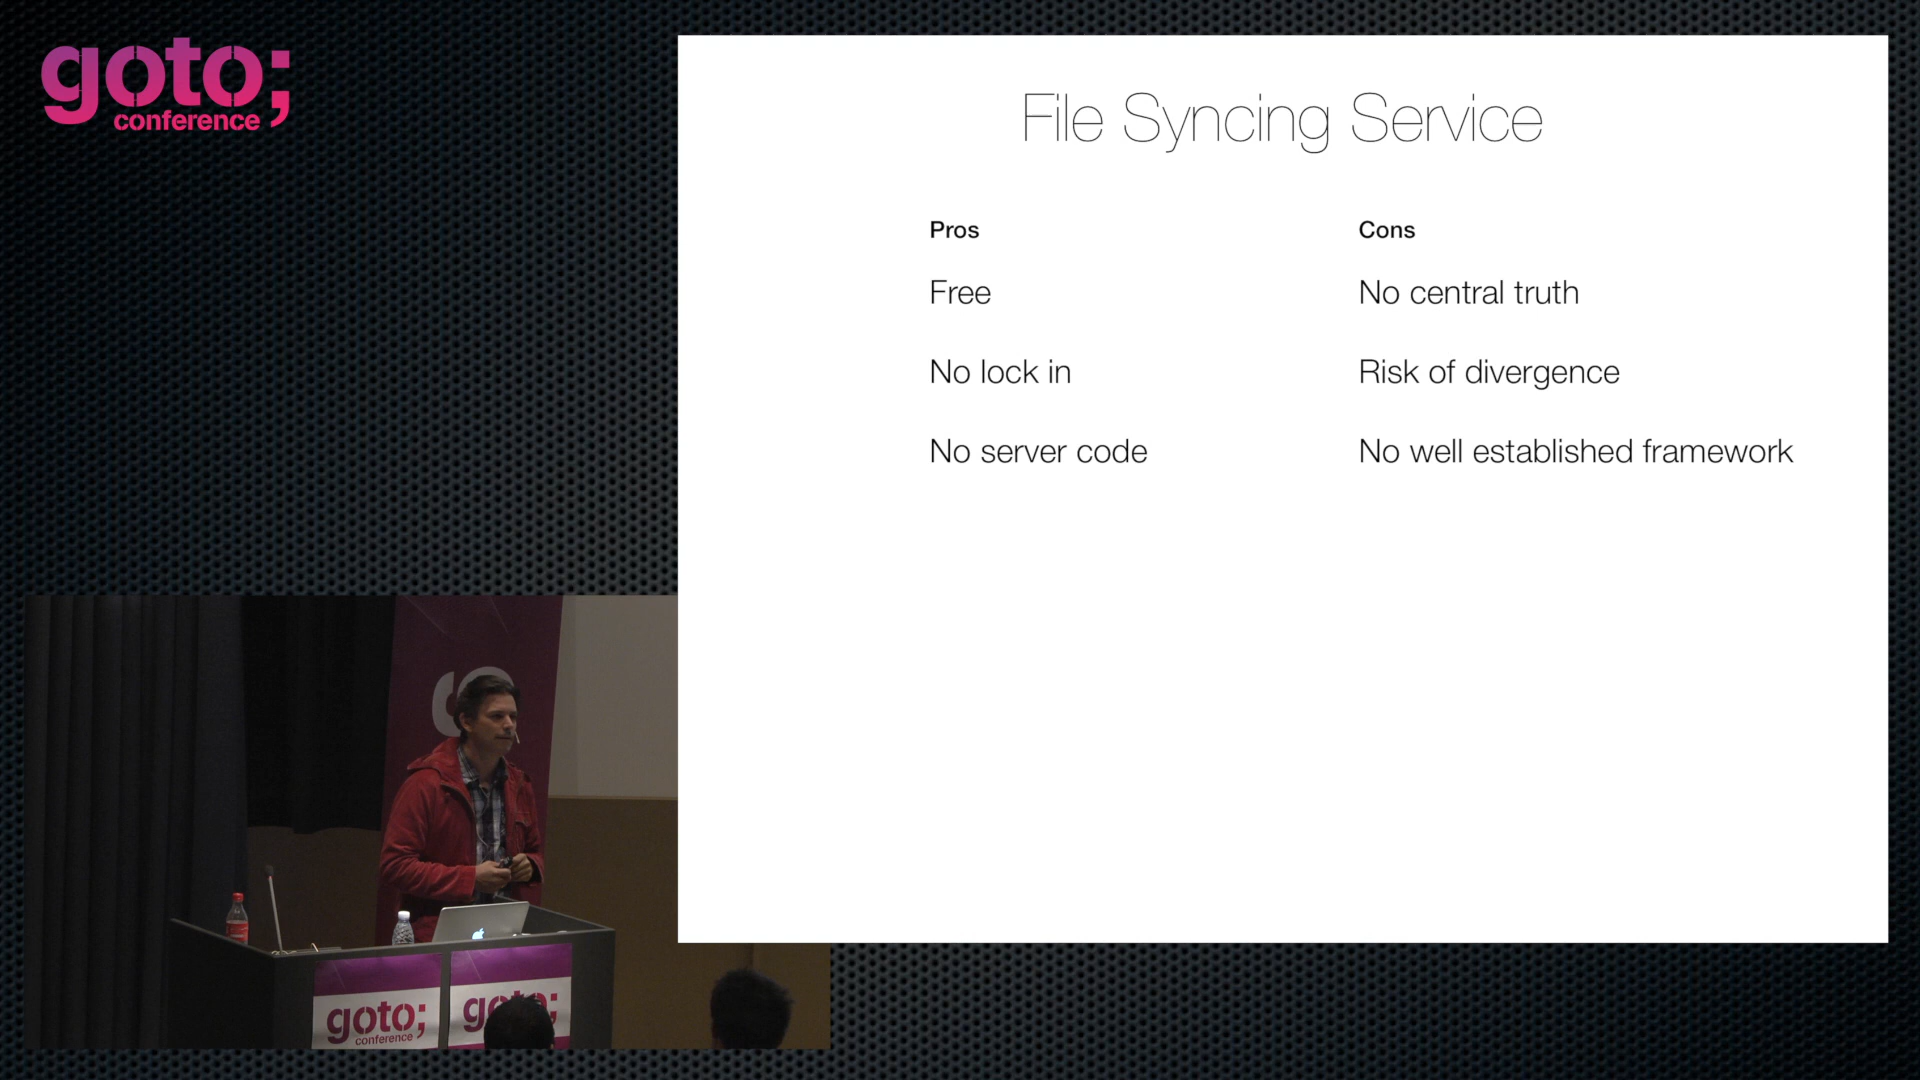 goto;
conference
File Syncing Service
Pros
Cons
Free
No central truth
No lock in
Risk of divergence
No server code
No well established framework
goto;
conference